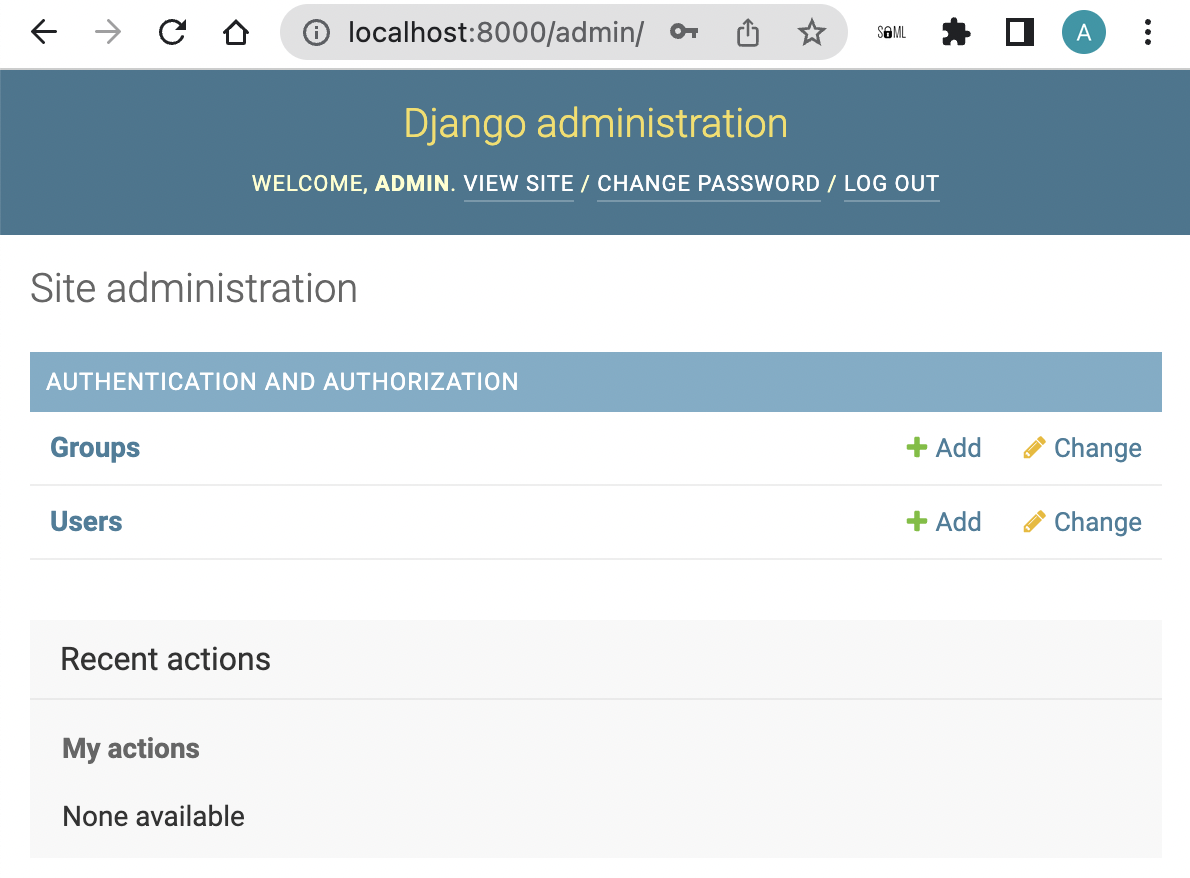 localhost:8000/admin/
SAML
A
Django administration
WELCOME, ADMIN. VIEW SITE / CHANGE PASSWORD / LOG OUT
Site administration
AUTHENTICATION AND AUTHORIZATION
Groups Add Change
Users Add Change
Recent actions
My actions
None available